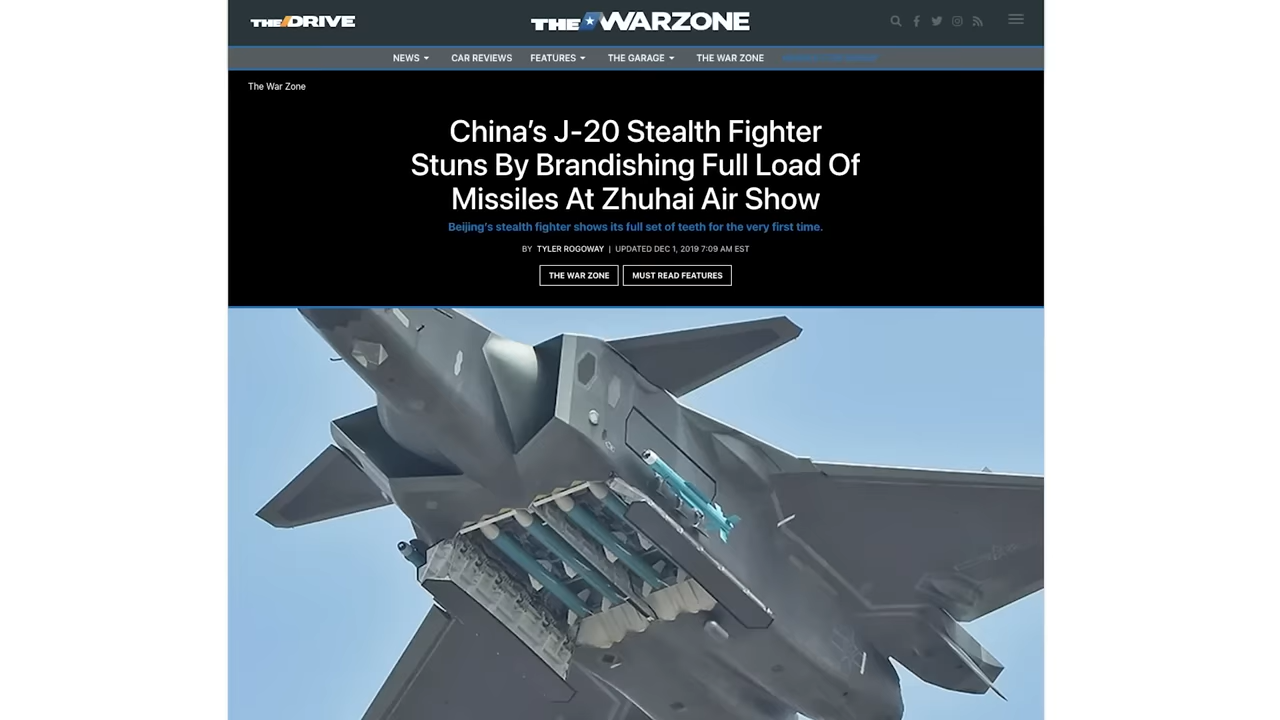 THE/DRIVE
THE WARZONE
NEWS
CAR REVIEWS
FEATURES
THE GARAGE
THE WAR ZONE
The War Zone
China’s J-20 Stealth Fighter
Stuns By Brandishing Full Load Of
Missiles At Zhuhai Air Show
Beijing’s stealth fighter shows its full set of teeth for the very first time.
BY TYLER ROGOWAY | UPDATED DEC 1, 2019 7:09 AM EST
THE WAR ZONE
MUST READ FEATURES